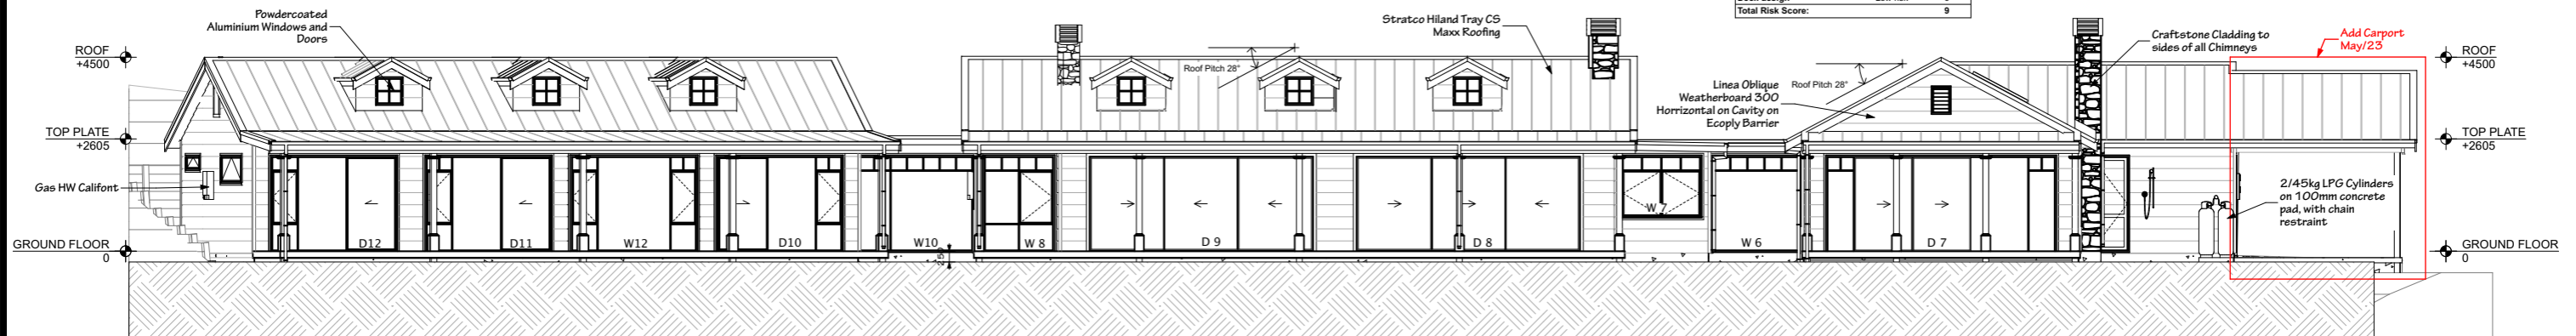 Total Risk Score: 9
Powdercoated
Aluminium Windows and
Doors
Stratco Hiland Tray CS
Maxx Roofing
Craftstone Cladding to
sides of all Chimneys
Add Carport
May/23
ROOF
+4500
ROOF
+4500
Roof Pitch 28°
Roof Pitch 28°
Linea Oblique
Weatherboard 300
Horrizontal on Cavity on
Ecoply Barrier
TOP PLATE
+2605
TOP PLATE
+2605
Gas HW Califont
2/45kg LPG Cylinders
on 100mm concrete
pad, with chain
restraint
W 7
D12
D11
W12
D10
W10
W 8
D 9
D 8
W 6
D 7
GROUND FLOOR
0
GROUND FLOOR
0